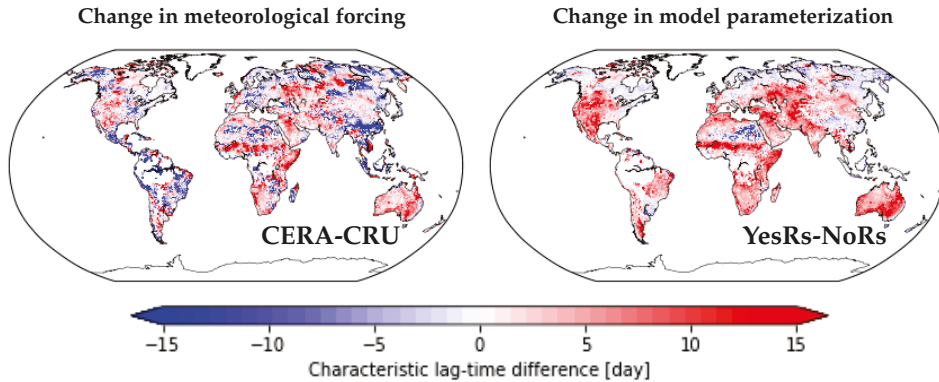 Change in meteorological forcing
Change in model parameterization
CERA-CRU
YesRs-NoRs
−15 −10 −5 0 5 10 15
Characteristic lag-time difference [day]